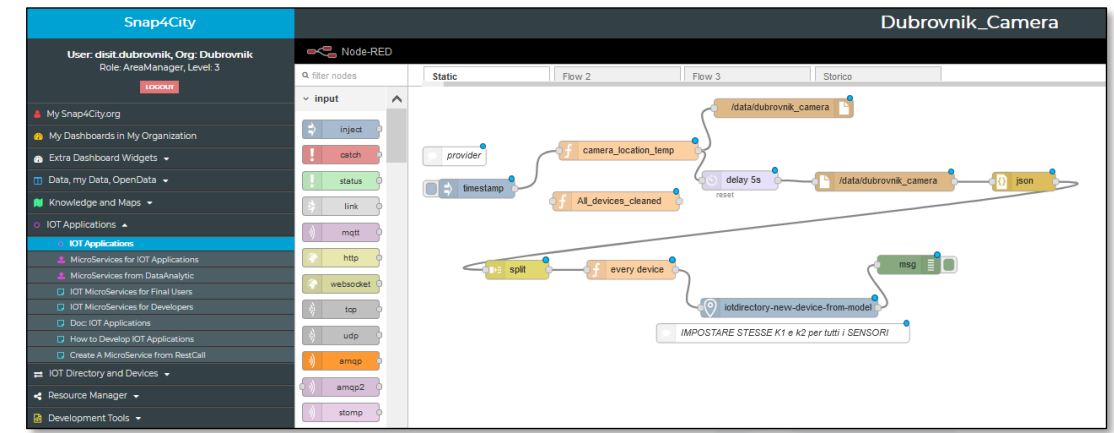 Snap4City
Dubrovnik_Camera
User: disit.dubrovnik, Org: Dubrovnik
Role: AreaManager, Level: 3
LOGOUT
My Snap4City.org
My Dashboards in My Organization
Extra Dashboard Widgets
Data, my Data, OpenData
Knowledge and Maps
IOT Applications
IOT Applications
MicroServices for IOT Applications
MicroServices from DataAnalytic
IOT MicroServices for Final Users
IOT MicroServices for Developers
Doc: IOT Applications
How to Develop IOT Applications
Create A MicroService from RestCall
IOT Directory and Devices
Resource Manager
Development Tools
Node-RED
filter nodes
input
inject
catch
status
link
mqtt
http
websocket
tcp
udp
amqp
amqp2
stomp
Static
Flow 2
Flow 3
Storico
/data/dubrovnik_camera
provider
camera_location_temp
timestamp
All_devices_cleaned
delay 5s
reset
/data/dubrovnik_camera
json
split
every device
msg
iotdirectory-new-device-from-model
IMPOSTARE STESSE K1 e k2 per tutti i SENSORI